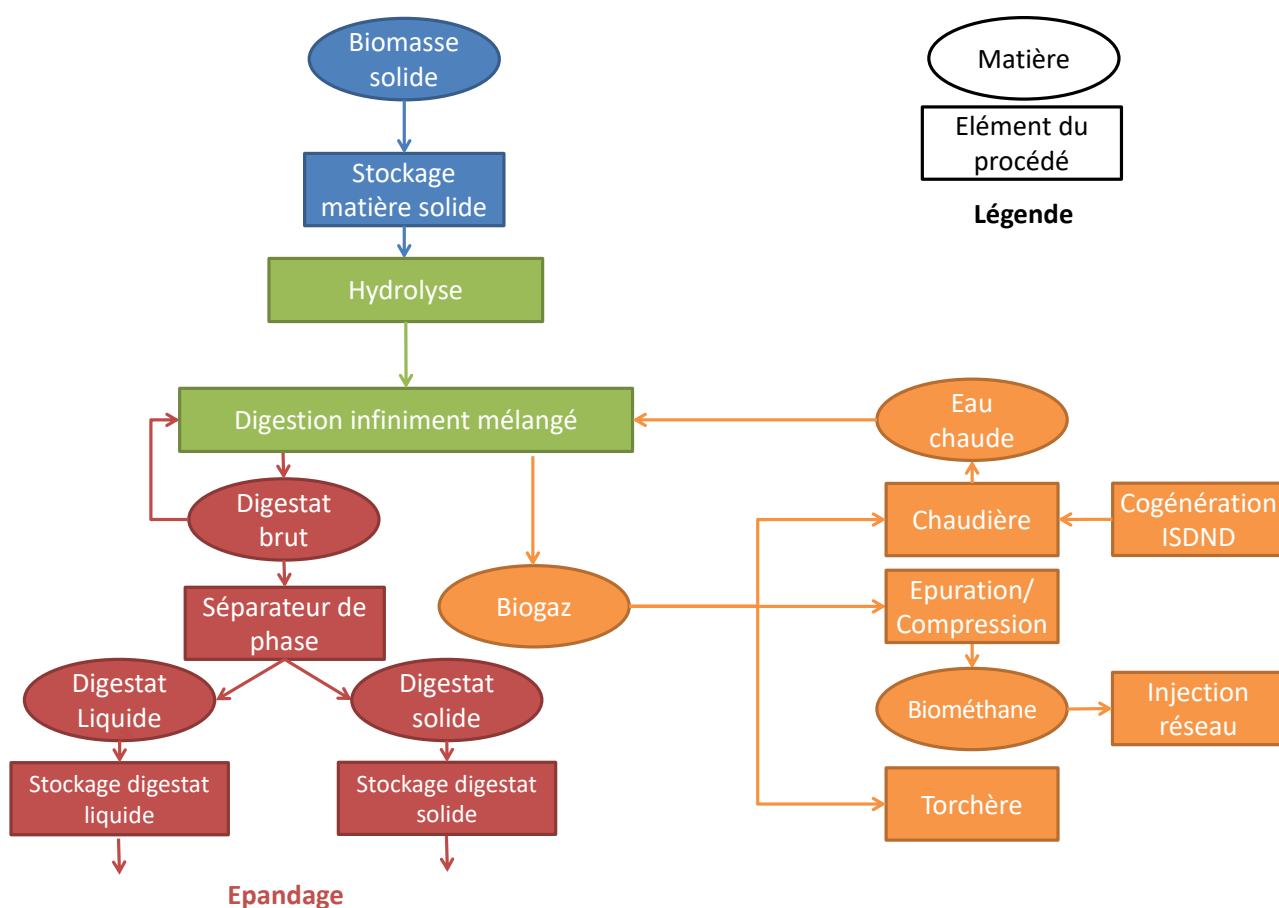 Biomasse
solide
Matière
Elément du
procédé
Légende
Stockage
matière solide
Hydrolyse
Digestion infiniment mélangé
Eau
chaude
Digestat
brut
Chaudière
Cogénération
ISDND
Séparateur de
phase
Biogaz
Epuration/
Compression
Digestat
Liquide
Digestat
solide
Biométhane
Injection
réseau
Stockage digestat
liquide
Stockage digestat
solide
Torchère
Epandage